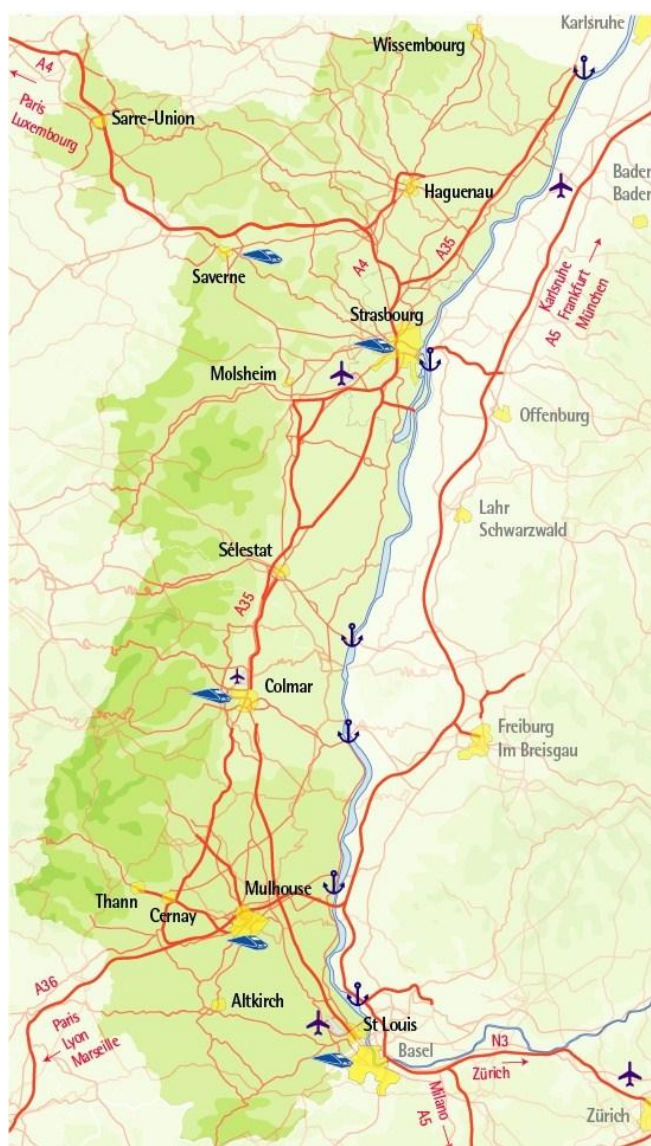 Karlsruhe
Wissembourg
A4
Paris
Luxembourg
Sarre-Union
Haguenau
Baden
Baden
A35
A4
Saverne
Karlsruhe
Frankfurt
München
A5
Strasbourg
Molsheim
Offenburg
Lahr
Schwarzwald
Sélestat
A35
Colmar
Freiburg
Im Breisgau
Thann
Cernay
Mulhouse
A36
Altkirch
Paris
Lyon
Marseille
St Louis
Basel
N3
Zürich
Milano
A5
Zürich